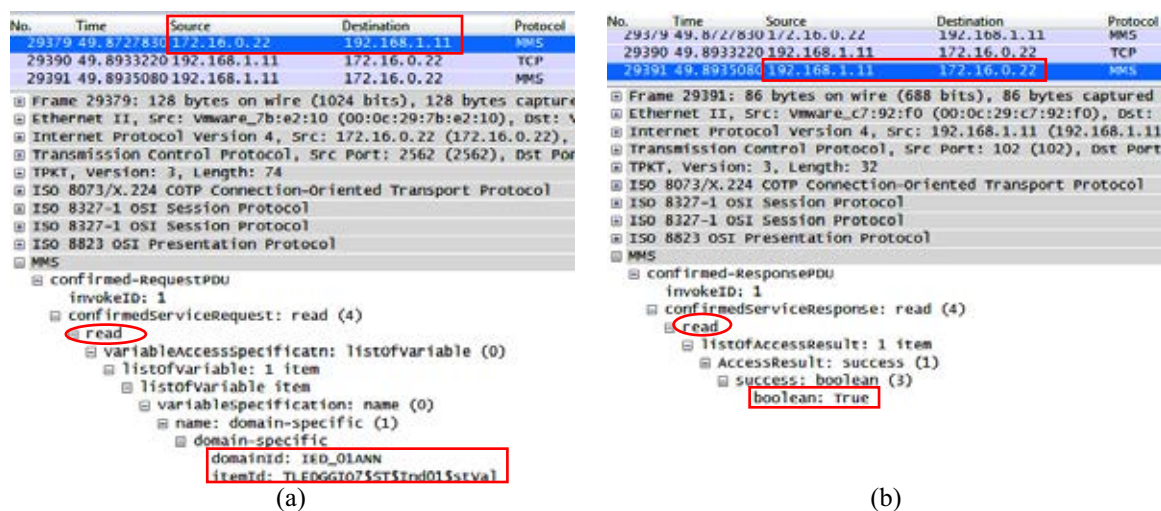 No. Time Source Destination Protocol
29379 49.8727830 172.16.0.22 192.168.1.11 MMS
29390 49.8933220 192.168.1.11 172.16.0.22 TCP
29391 49.8935080 192.168.1.11 172.16.0.22 MMS
Frame 29379: 128 bytes on wire (1024 bits), 128 bytes capture
Ethernet II, Src: Vmware_7b:e2:10 (00:0c:29:7b:e2:10), Dst: V
Internet Protocol Version 4, Src: 172.16.0.22 (172.16.0.22),
Transmission Control Protocol, Src Port: 2562 (2562), Dst Por
TPKT, Version: 3, Length: 74
ISO 8073/X.224 COTP Connection-Oriented Transport Protocol
ISO 8327-1 OSI Session Protocol
ISO 8327-1 OSI Session Protocol
ISO 8823 OSI Presentation Protocol
MMS
confirmed-RequestPDU
invokeID: 1
confirmedServiceRequest: read (4)
read
variableAccessSpecificatn: listOfVariable (0)
listOfVariable: 1 item
listOfVariable item
variableSpecification: name (0)
name: domain-specific (1)
domain-specific
domainId: IED_01ANN
itemId: TLEDGGIO7$ST$Ind01$stVal
(a)
No. Time Source Destination Protocol
29379 49.8727830 172.16.0.22 192.168.1.11 MMS
29390 49.8933220 192.168.1.11 172.16.0.22 TCP
29391 49.8935080 192.168.1.11 172.16.0.22 MMS
Frame 29391: 86 bytes on wire (688 bits), 86 bytes captured
Ethernet II, Src: Vmware_c7:92:f0 (00:0c:29:c7:92:f0), Dst:
Internet Protocol Version 4, Src: 192.168.1.11 (192.168.1.11
Transmission Control Protocol, Src Port: 102 (102), Dst Port
TPKT, Version: 3, Length: 32
ISO 8073/X.224 COTP Connection-Oriented Transport Protocol
ISO 8327-1 OSI Session Protocol
ISO 8327-1 OSI Session Protocol
ISO 8823 OSI Presentation Protocol
MMS
confirmed-ResponsePDU
invokeID: 1
confirmedServiceResponse: read (4)
read
listOfAccessResult: 1 item
AccessResult: success (1)
success: boolean (3)
boolean: True
(b)